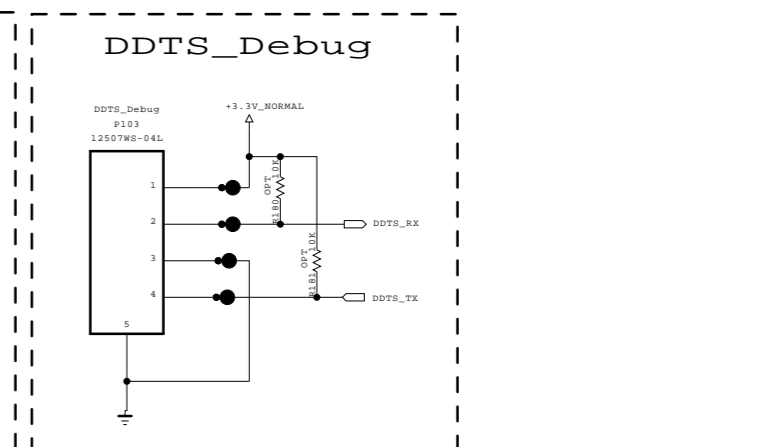 DDTS_Debug
DDTS_Debug
P103
12507WS-04L
+3.3V_NORMAL
1
2
3
4
5
OPT
R180
10K
DDTS_RX
OPT
R181
10K
DDTS_TX